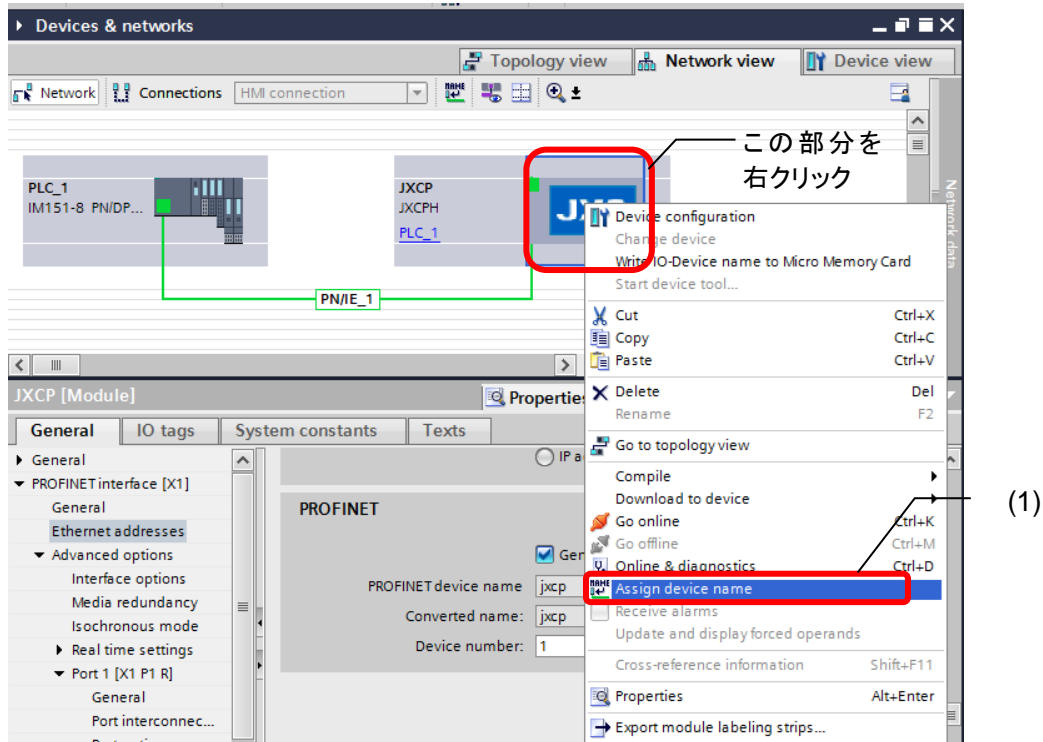 Devices & networks
Topology view
Network view
Device view
Network
Connections
HMI connection
この部分を
右クリック
PLC_1
IM151-8 PN/DP...
JXCP
JXCPH
PLC_1
PN/IE_1
Network data
Device configuration
Change device
Write IO-Device name to Micro Memory Card
Start device tool...
Cut Ctrl+X
Copy Ctrl+C
Paste Ctrl+V
Delete Del
Rename F2
Go to topology view
Compile
Download to device
Go online Ctrl+K
Go offline Ctrl+M
Online & diagnostics Ctrl+D
Assign device name
Receive alarms
Update and display forced operands
Cross-reference information Shift+F11
Properties Alt+Enter
Export module labeling strips...
(1)
JXCP [Module]
General
IO tags
System constants
Texts
General
PROFINET interface [X1]
General
Ethernet addresses
Advanced options
Interface options
Media redundancy
Isochronous mode
Real time settings
Port 1 [X1 P1 R]
General
Port interconnec...
PROFINET
PROFINET device name jxcp
Converted name: jxcp
Device number: 1